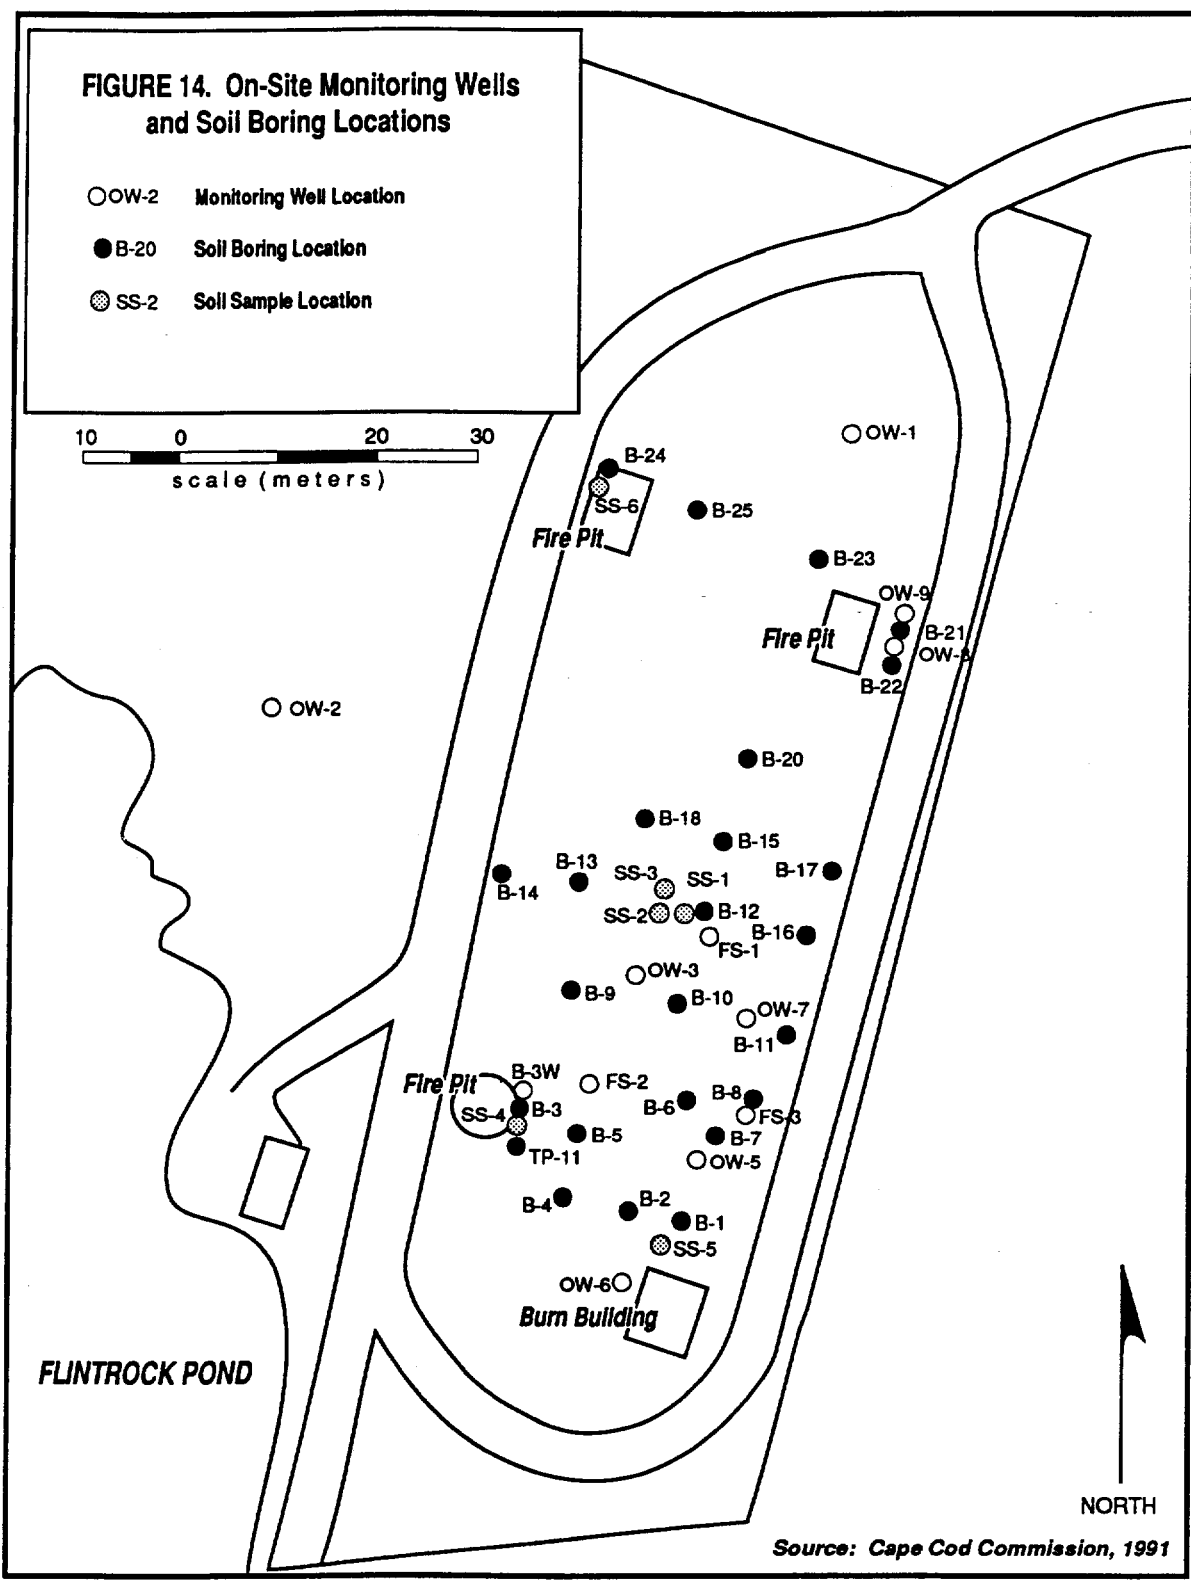 FIGURE 14. On-Site Monitoring Wells
and Soil Boring Locations
OW-2 Monitoring Well Location
B-20 Soil Boring Location
SS-2 Soil Sample Location
10 0 20 30
scale (meters)
OW-1
B-24
SS-6
B-25
Fire Pit
B-23
OW-9
Fire Pit
B-21
OW-8
B-22
OW-2
B-20
B-18
B-15
B-13
B-17
SS-3
SS-1
B-14
SS-2
B-12
B-16
FS-1
OW-3
B-9
B-10
OW-7
B-11
B-3W
Fire Pit
FS-2
B-8
B-6
B-3
SS-4
FS-3
B-5
B-7
TP-11
OW-5
B-4
B-2
B-1
SS-5
OW-6
Burn Building
FLINTROCK POND
NORTH
Source: Cape Cod Commission, 1991